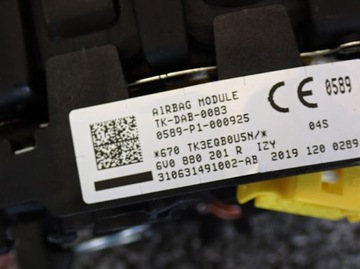 AIRBAG MODULE
TK-DAB-0083
0589-P1-000925
CE 0589
*670 TK3EQB0U5N/* 04S
6V0 880 201 R IZY
310631491002-AB 2019 120 0289